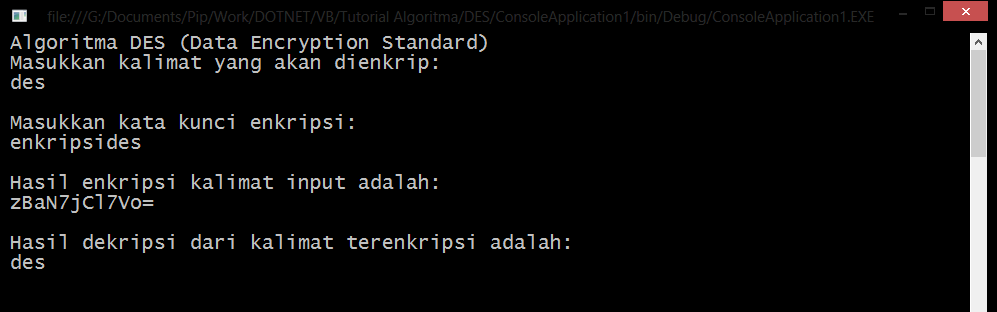 file:///G:/Documents/Pip/Work/DOTNET/VB/Tutorial Algoritma/DES/ConsoleApplication1/bin/Debug/ConsoleApplication1.EXE
Algoritma DES (Data Encryption Standard)
Masukkan kalimat yang akan dienkrip:
des
Masukkan kata kunci enkripsi:
enkripsides
Hasil enkripsi kalimat input adalah:
zBaN7jCl7Vo=
Hasil dekripsi dari kalimat terenkripsi adalah:
des